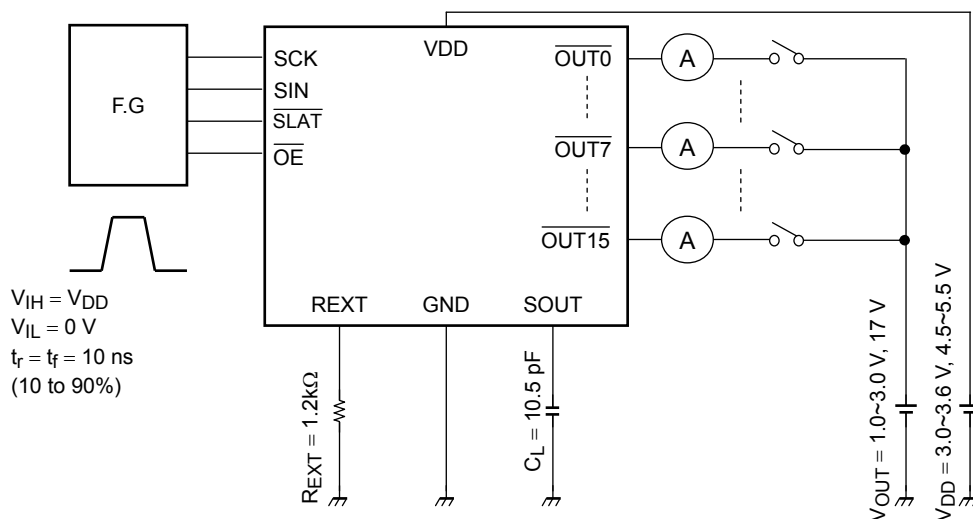 VDD
F.G
SCK
SIN
SLAT
OE
OUT0
A
OUT7
A
OUT15
A
REXT
GND
SOUT
VIH = VDD
VIL = 0 V
tr = tf = 10 ns
(10 to 90%)
REXT = 1.2kΩ
CL = 10.5 pF
VOUT = 1.0~3.0 V, 17 V
VDD = 3.0~3.6 V, 4.5~5.5 V